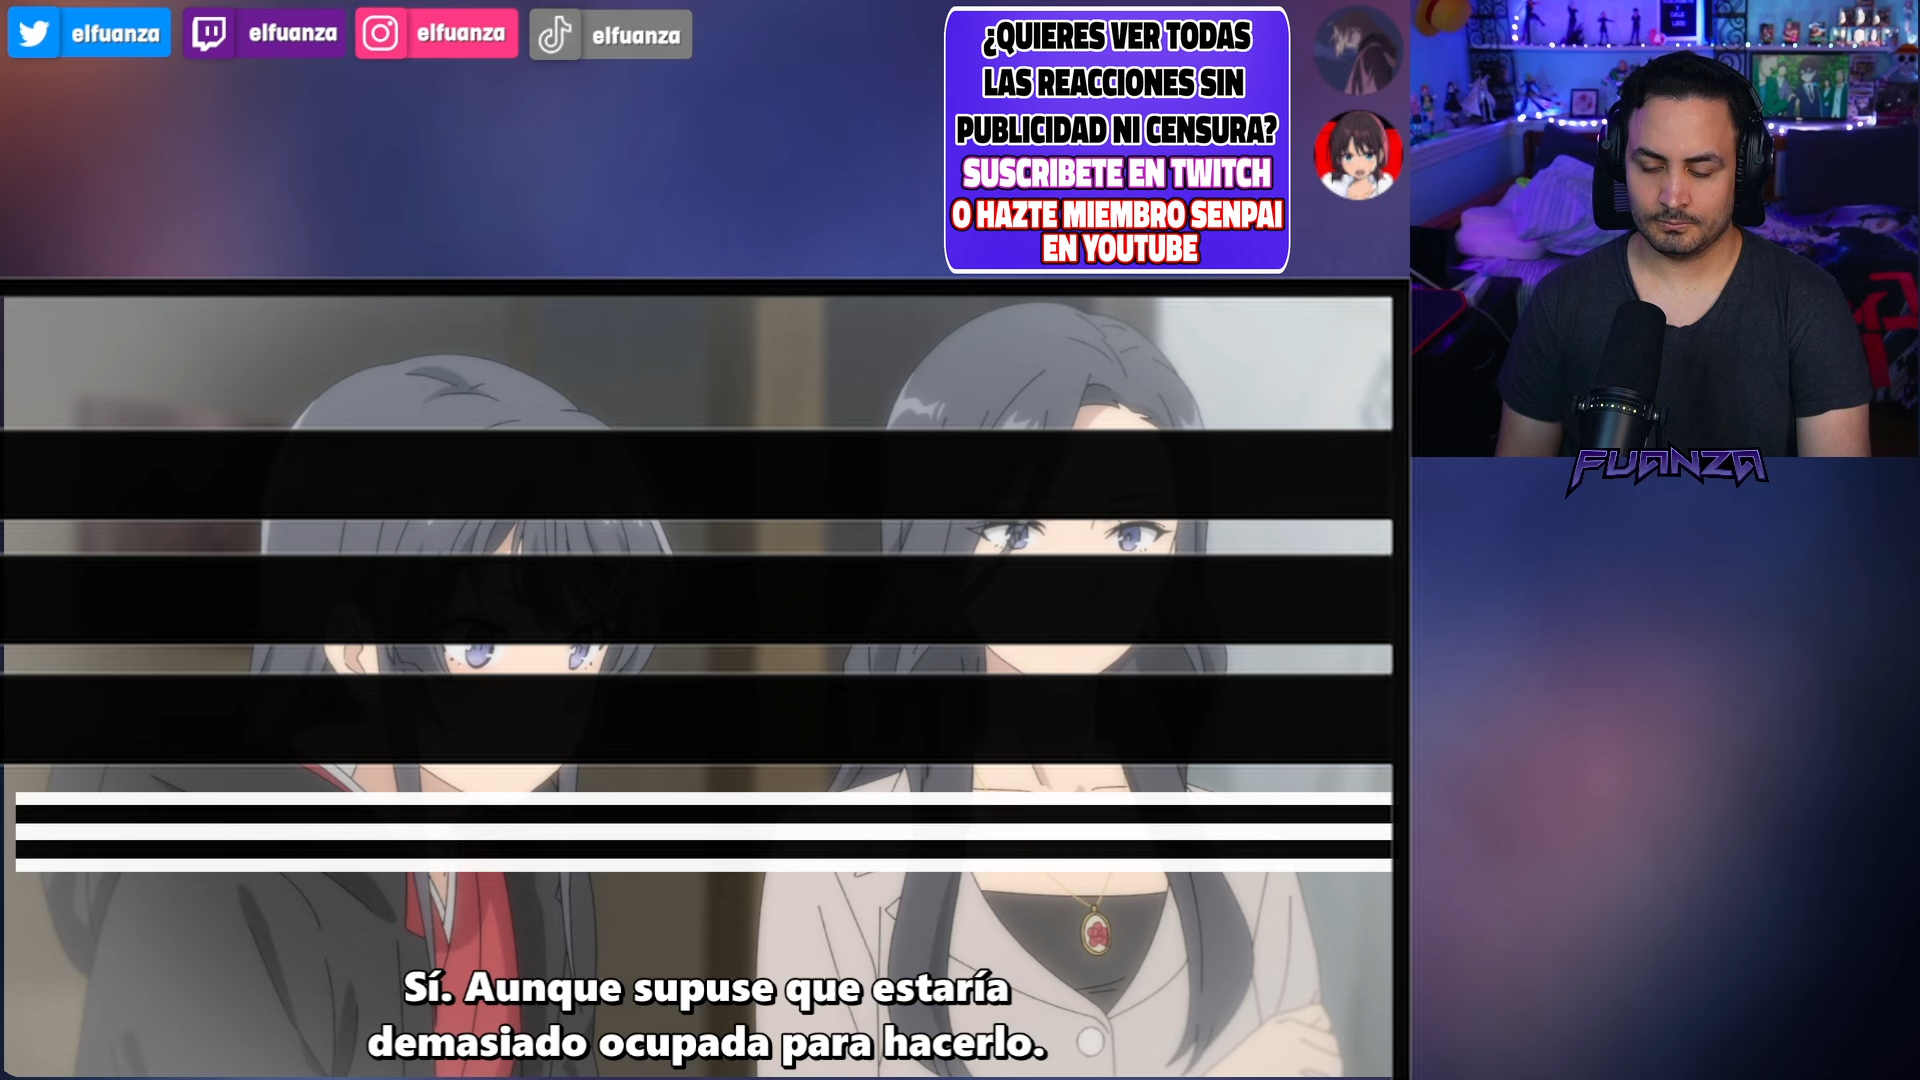 elfuanza
elfuanza
elfuanza
elfuanza
¿QUIERES VER TODAS
LAS REACCIONES SIN
PUBLICIDAD NI CENSURA?
SUSCRIBETE EN TWITCH
O HAZTE MIEMBRO SENPAI
EN YOUTUBE
FUANZA
Sí. Aunque supuse que estaría
demasiado ocupada para hacerlo.